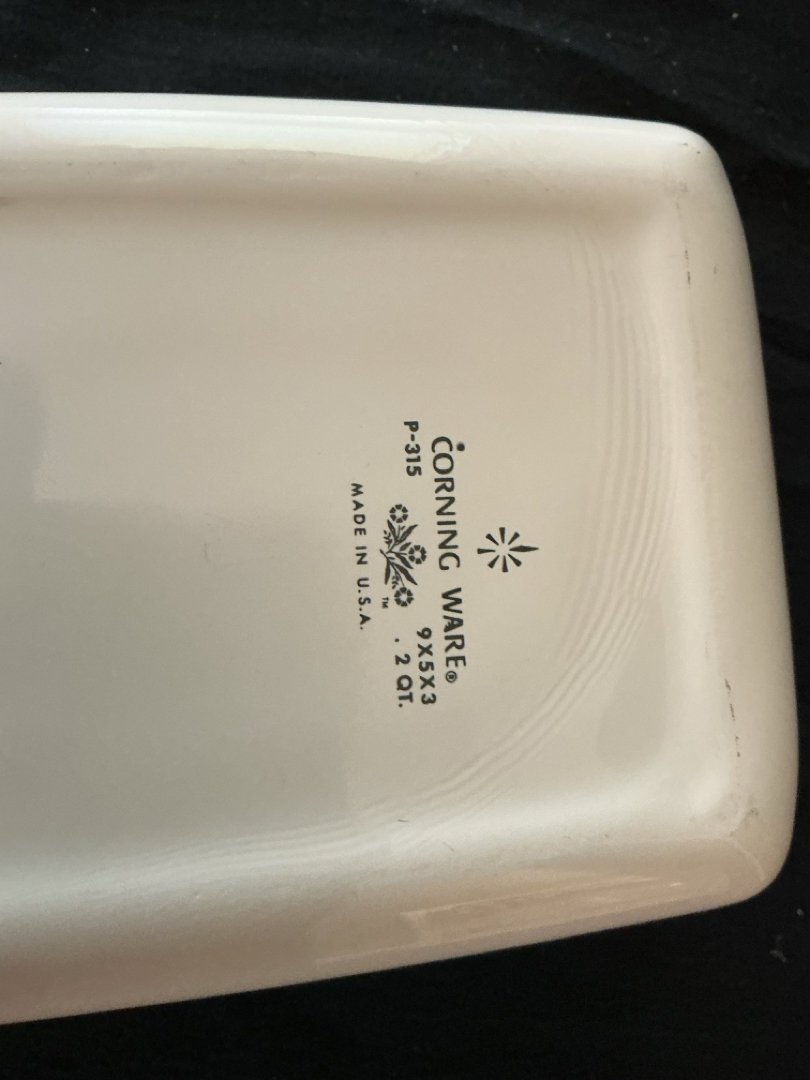 CORNING WARE®
P-315
9X5X3
. 2 QT.
TM
MADE IN U.S.A.